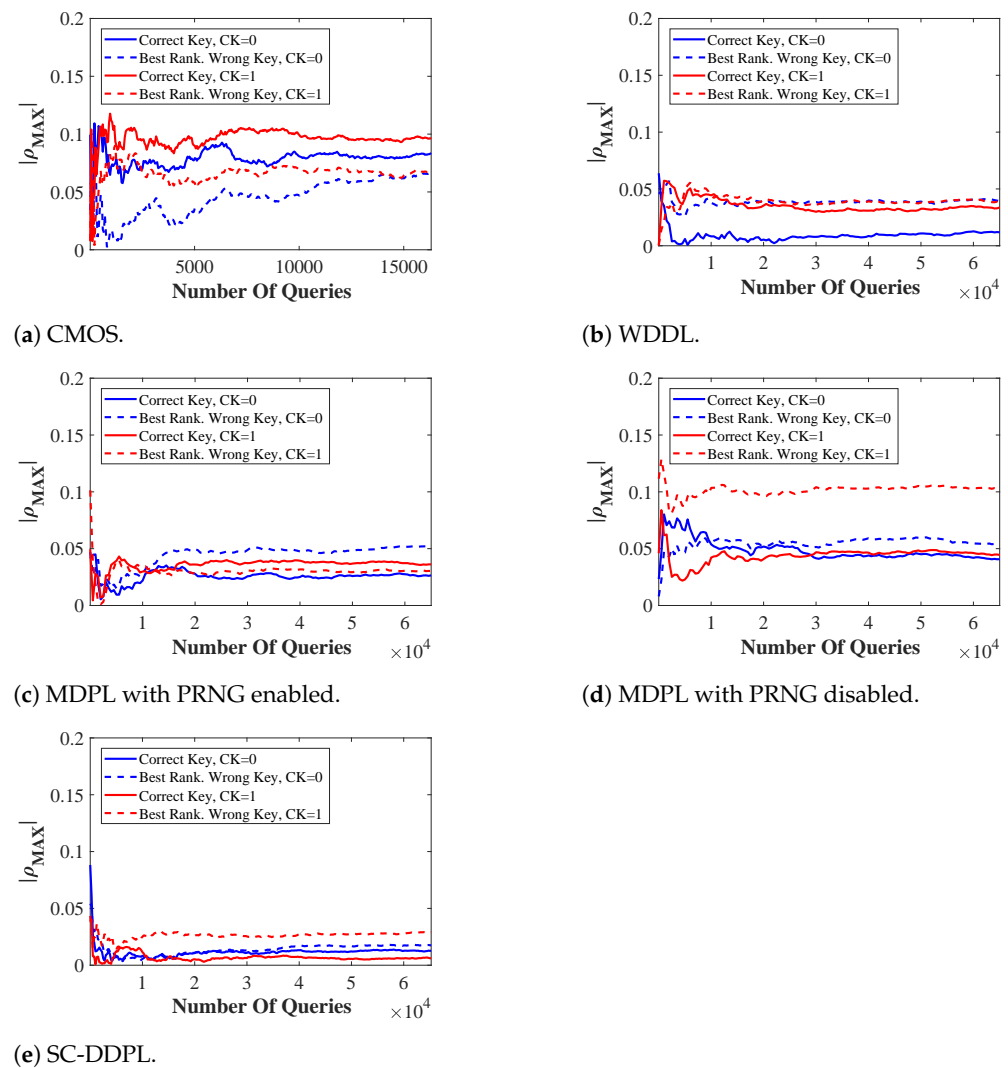 0.2
0.15
0.1
0.05
0
|ρMAX|
Correct Key, CK=0
Best Rank. Wrong Key, CK=0
Correct Key, CK=1
Best Rank. Wrong Key, CK=1
5000 10000 15000
Number Of Queries
(a) CMOS.
0.2
0.15
0.1
0.05
0
|ρMAX|
Correct Key, CK=0
Best Rank. Wrong Key, CK=0
Correct Key, CK=1
Best Rank. Wrong Key, CK=1
1 2 3 4 5 6
Number Of Queries ×10^4
(b) WDDL.
0.2
0.15
0.1
0.05
0
|ρMAX|
Correct Key, CK=0
Best Rank. Wrong Key, CK=0
Correct Key, CK=1
Best Rank. Wrong Key, CK=1
1 2 3 4 5 6
Number Of Queries ×10^4
(c) MDPL with PRNG enabled.
0.2
0.15
0.1
0.05
0
|ρMAX|
Correct Key, CK=0
Best Rank. Wrong Key, CK=0
Correct Key, CK=1
Best Rank. Wrong Key, CK=1
1 2 3 4 5 6
Number Of Queries ×10^4
(d) MDPL with PRNG disabled.
0.2
0.15
0.1
0.05
0
|ρMAX|
Correct Key, CK=0
Best Rank. Wrong Key, CK=0
Correct Key, CK=1
Best Rank. Wrong Key, CK=1
1 2 3 4 5 6
Number Of Queries ×10^4
(e) SC-DDPL.